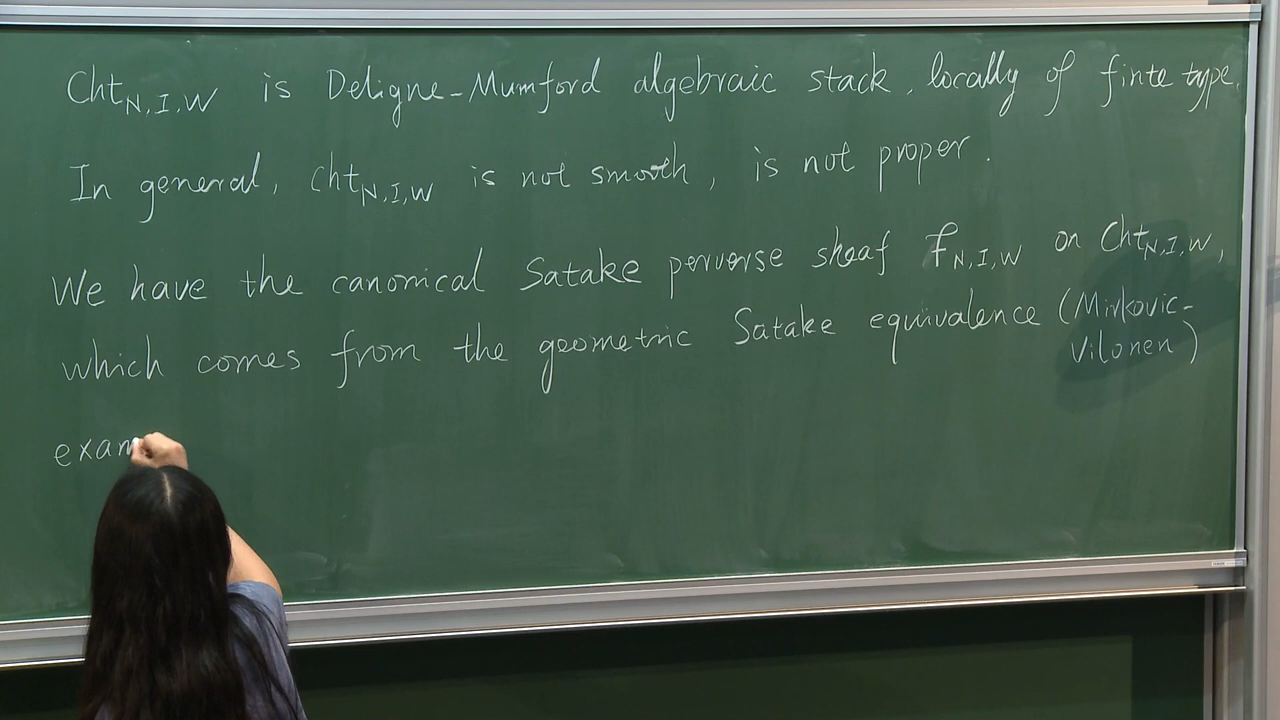 Cht_{N,I,W} is Deligne-Mumford algebraic stack, locally of finte type.
In general, Cht_{N,I,W} is not smooth, is not proper.
We have the canonical Satake perverse sheaf F_{N,I,W} on Cht_{N,I,W},
which comes from the geometric Satake equivalence (Mirkovic-
Vilonen)
exam